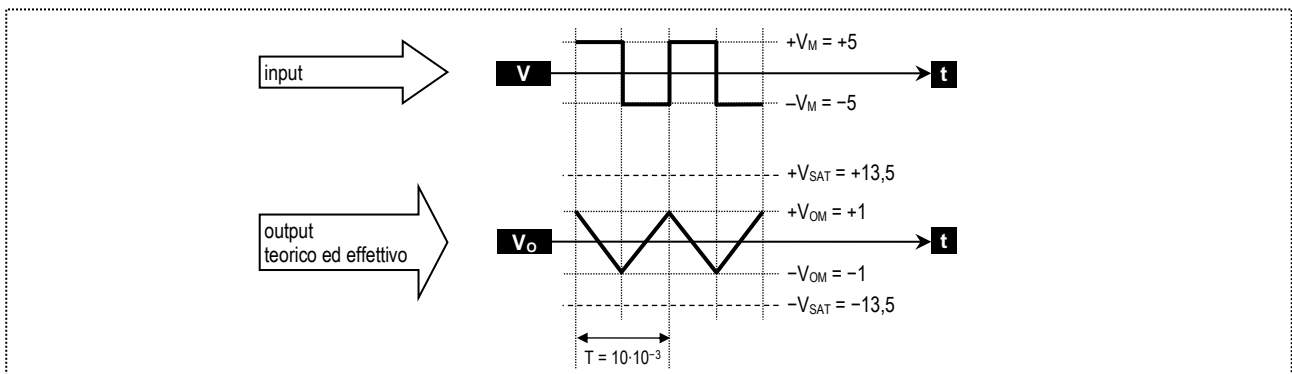 +VM = +5
input
V
t
–VM = −5
+VSAT = +13,5
+VOM = +1
output
teorico ed effettivo
VO
t
−VOM = −1
−VSAT = −13,5
T = 10·10−3